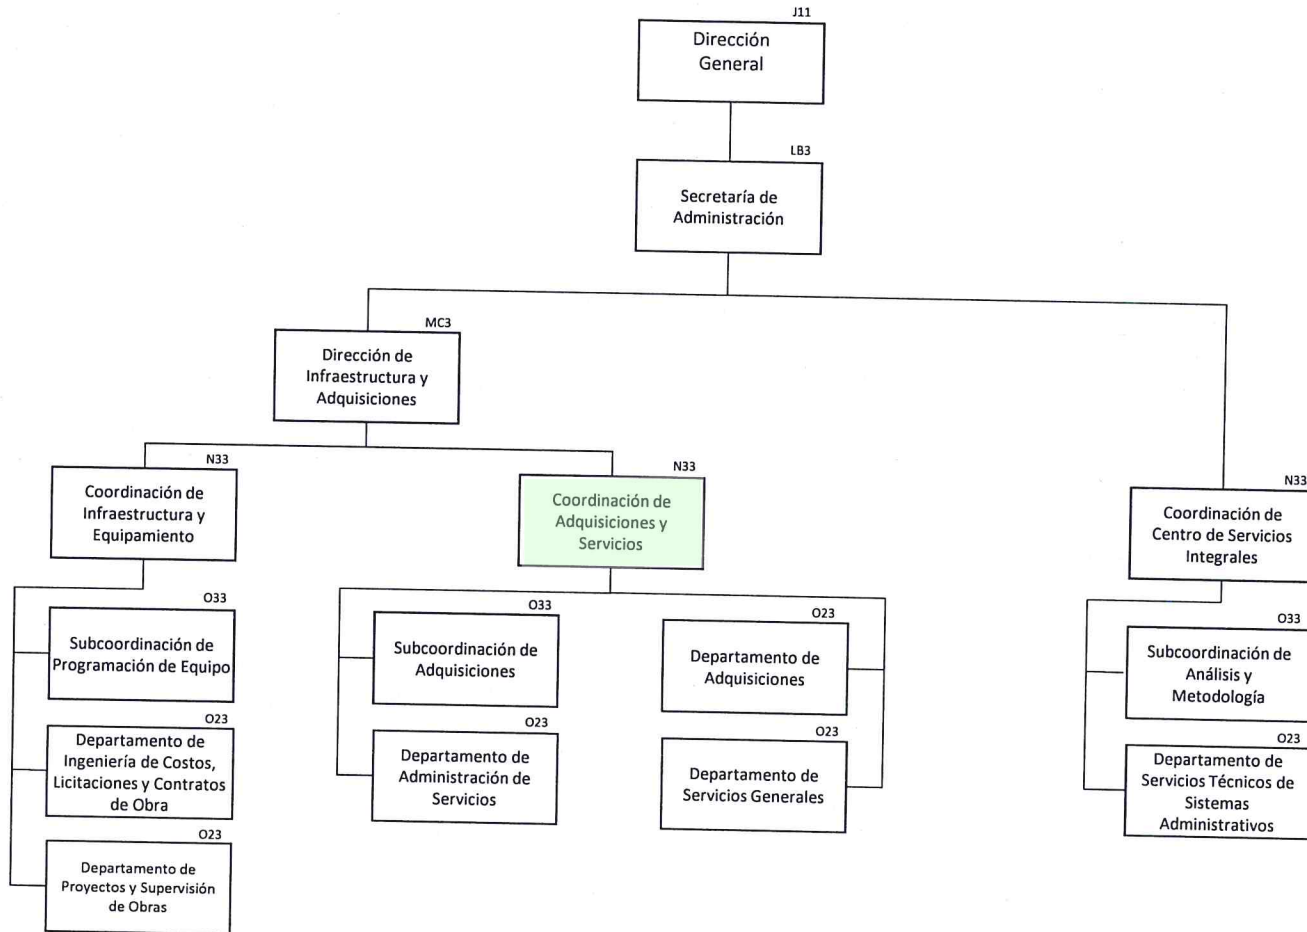 J11
Dirección
General
LB3
Secretaría de
Administración
MC3
Dirección de
Infraestructura y
Adquisiciones
N33
Coordinación de
Infraestructura y
Equipamiento
N33
Coordinación de
Adquisiciones y
Servicios
N33
Coordinación de
Centro de Servicios
Integrales
O33
Subcoordinación de
Programación de Equipo
O23
Departamento de
Ingeniería de Costos,
Licitaciones y Contratos
de Obra
O23
Departamento de
Proyectos y Supervisión
de Obras
O33
Subcoordinación de
Adquisiciones
O23
Departamento de
Administración de
Servicios
O23
Departamento de
Adquisiciones
O23
Departamento de
Servicios Generales
O33
Subcoordinación de
Análisis y
Metodología
O23
Departamento de
Servicios Técnicos de
Sistemas
Administrativos